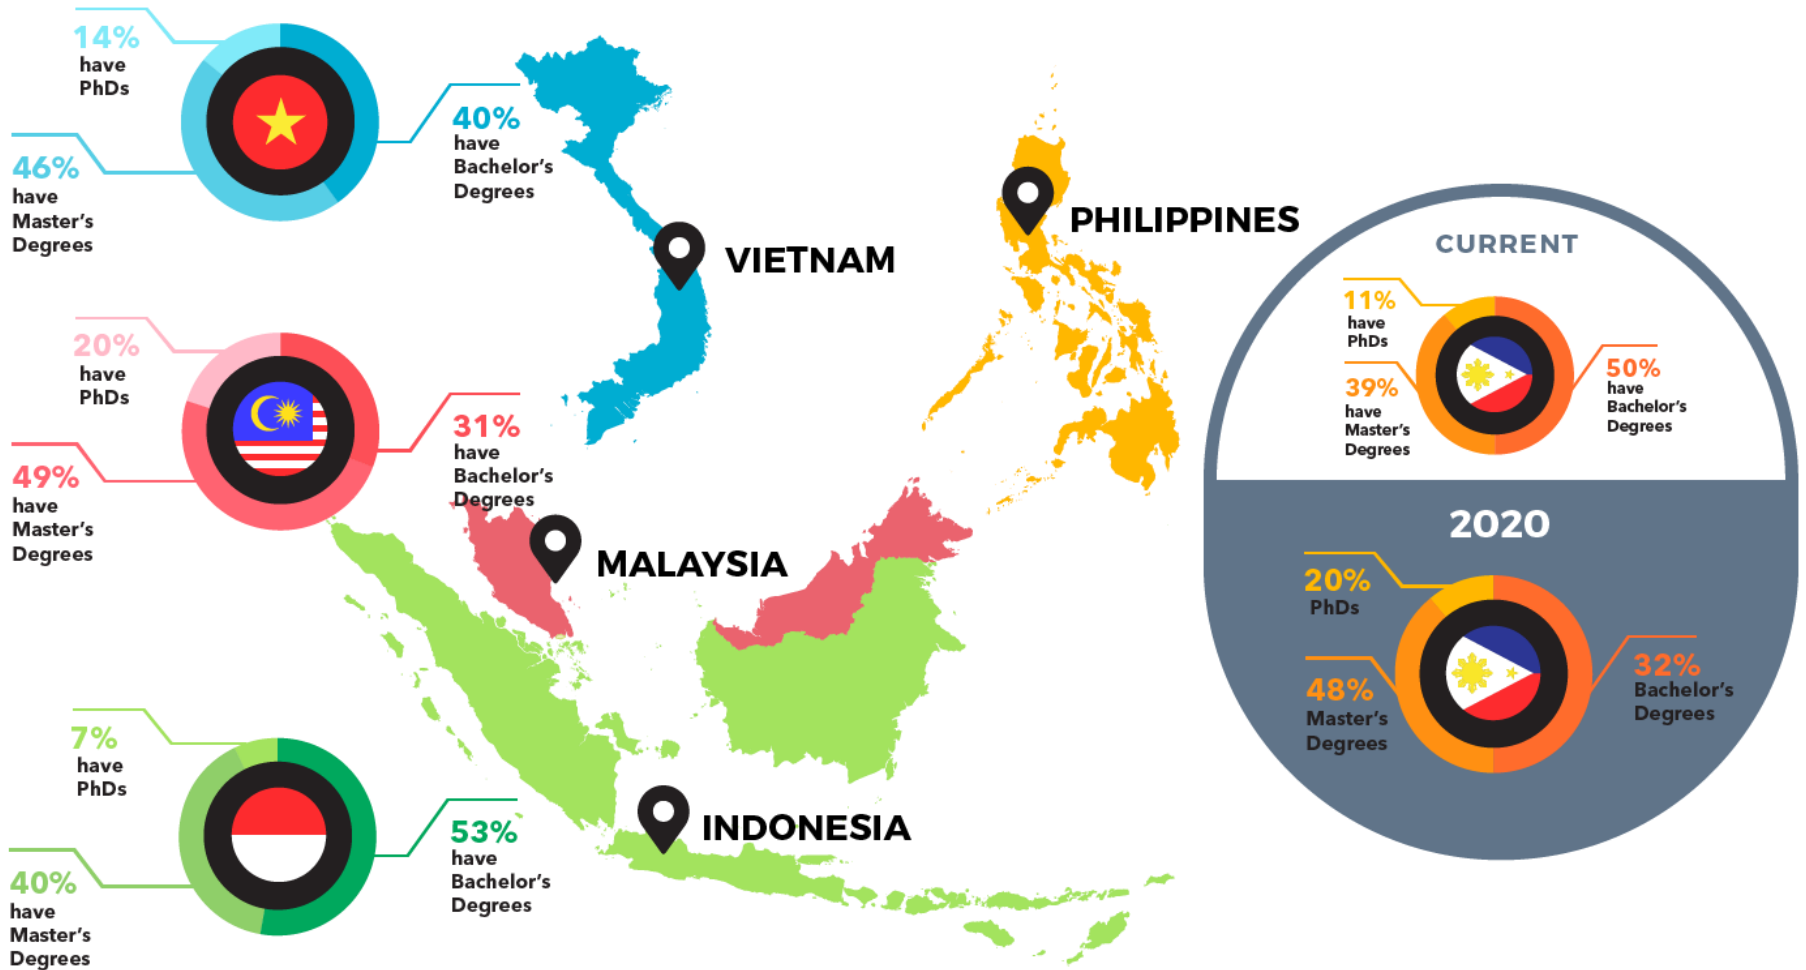 14%
have
PhDs
46%
have
Master's
Degrees
40%
have
Bachelor's
Degrees
VIETNAM
20%
have
PhDs
49%
have
Master's
Degrees
31%
have
Bachelor's
Degrees
MALAYSIA
7%
have
PhDs
40%
have
Master's
Degrees
53%
have
Bachelor's
Degrees
INDONESIA
PHILIPPINES
CURRENT
11%
have
PhDs
39%
have
Master's
Degrees
50%
have
Bachelor's
Degrees
2020
20%
PhDs
48%
Master's
Degrees
32%
Bachelor's
Degrees